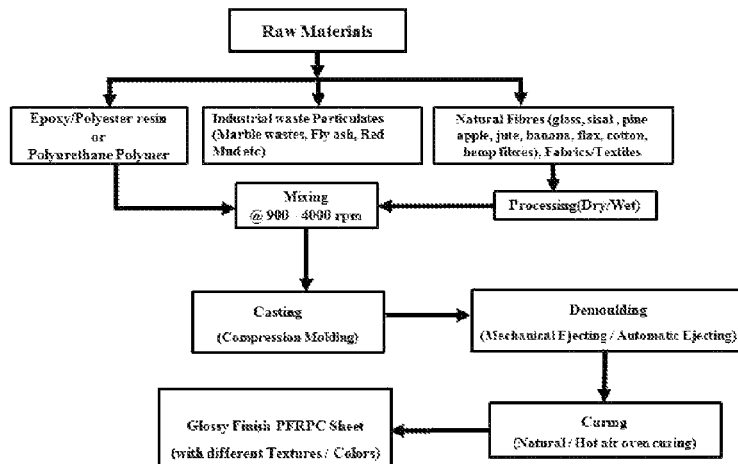 Raw Materials
Epoxy/Polyester resin
or
Polyurethane Polymer
Industrial waste Particulates
(Marble wastes, Fly ash, Red
Mud etc)
Natural Fibres (glass, sisal , pine
apple, jute, banana, flax, cotton,
hemp fibres), Fabrics/Textiles
Mixing
@ 900 - 4000 rpm
Processing(Dry/Wet)
Casting
(Compression Molding)
Demoulding
(Mechanical Ejecting / Automatic Ejecting)
Glossy Finish PFRPC Sheet
(with different Textures / Colors)
Curing
(Natural / Hot air oven curing)